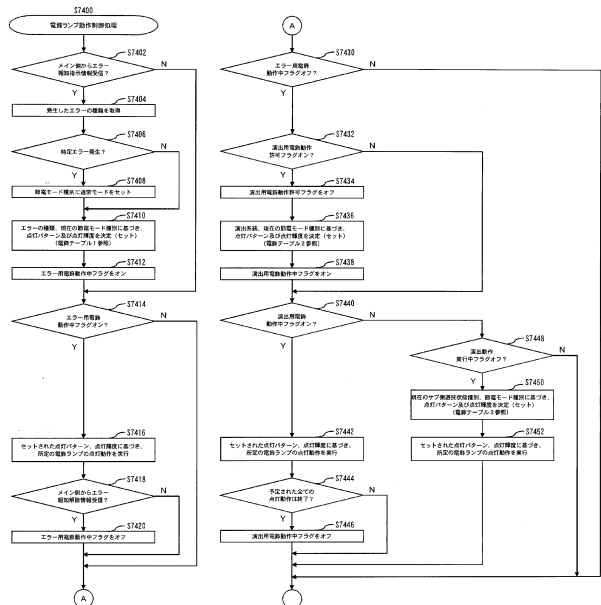 S7400
電飾ランプ動作制御処理
S7402
メイン側からエラー
報知指示情報受信？
N
Y
S7404
発生したエラーの種類を取得
S7406
特定エラー発生？
N
Y
S7408
節電モード種別に通常モードをセット
S7410
エラーの種類、現在の節電モード種別に基づき、
点灯パターン及び点灯輝度を決定（セット）
（電飾テーブル１参照）
S7412
エラー用電飾動作中フラグをオン
S7414
エラー用電飾
動作中フラグオン？
N
Y
S7416
セットされた点灯パターン、点灯輝度に基づき、
所定の電飾ランプの点灯動作を実行
S7418
メイン側からエラー
報知解除情報受信？
N
Y
S7420
エラー用電飾動作中フラグをオフ
A
A
S7430
エラー用電飾
動作中フラグオフ？
N
Y
S7432
演出用電飾動作
許可フラグオン？
N
Y
S7434
演出用電飾動作許可フラグをオフ
S7436
演出系統、現在の節電モード種別に基づき、
点灯パターン及び点灯輝度を決定（セット）
（電飾テーブル２参照）
S7438
演出用電飾動作中フラグをオン
S7440
演出用電飾
動作中フラグオン？
N
Y
S7442
セットされた点灯パターン、点灯輝度に基づき、
所定の電飾ランプの点灯動作を実行
S7444
予定された全ての
点灯動作は終了？
N
Y
S7446
演出用電飾動作中フラグをオフ
S7448
演出動作
実行中フラグオフ？
N
Y
S7450
現在のサブ側遊技状態種別、節電モード種別に基づき、
点灯パターン及び点灯輝度を決定（セット）
（電飾テーブル３参照）
S7452
セットされた点灯パターン、点灯輝度に基づき、
所定の電飾ランプの点灯動作を実行